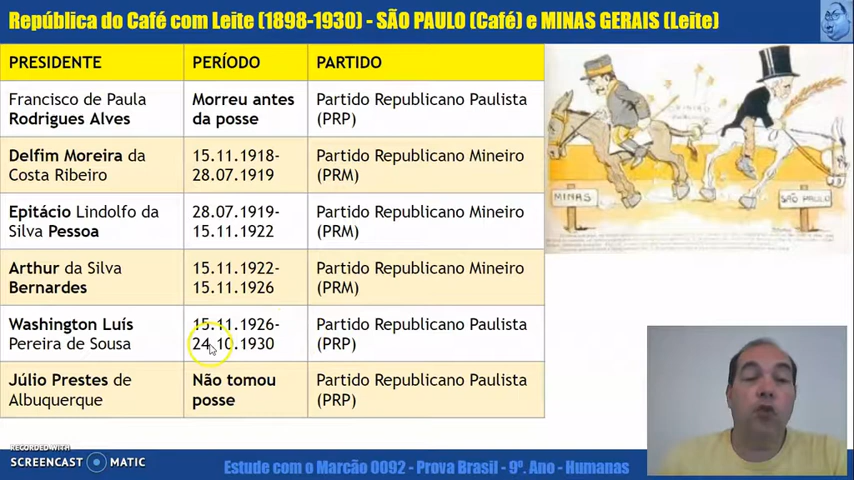 República do Café com Leite (1898-1930) - SÃO PAULO (Café) e MINAS GERAIS (Leite)
PRESIDENTE PERÍODO PARTIDO
Francisco de Paula
Rodrigues Alves
Morreu antes
da posse
Partido Republicano Paulista
(PRP)
Delfim Moreira da
Costa Ribeiro
15.11.1918-
28.07.1919
Partido Republicano Mineiro
(PRM)
Epitácio Lindolfo da
Silva Pessoa
28.07.1919-
15.11.1922
Partido Republicano Mineiro
(PRM)
Arthur da Silva
Bernardes
15.11.1922-
15.11.1926
Partido Republicano Mineiro
(PRM)
Washington Luís
Pereira de Sousa
15.11.1926-
24.10.1930
Partido Republicano Paulista
(PRP)
Júlio Prestes de
Albuquerque
Não tomou
posse
Partido Republicano Paulista
(PRP)
MINAS
SÃO PAULO
RECORDED WITH
SCREENCAST MATIC
Estude com o Marcão 0092 - Prova Brasil - 9º. Ano - Humanas